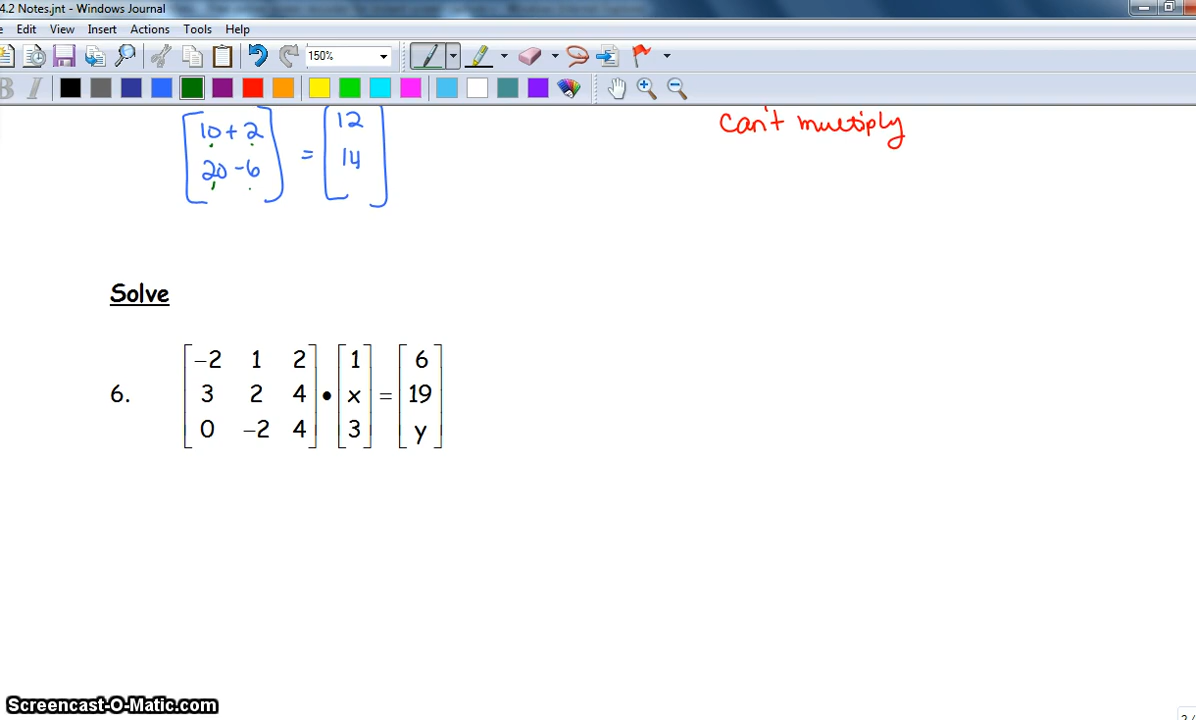 4.2 Notes.jnt - Windows Journal
e Edit View Insert Actions Tools Help
150%
B I
[10 + 2] = [12]
[20 - 6] [14]
Can't multiply
Solve
6. [-2 1 2] • [1] = [6]
[3 2 4] [x] [19]
[0 -2 4] [3] [y]
Screencast-O-Matic.com